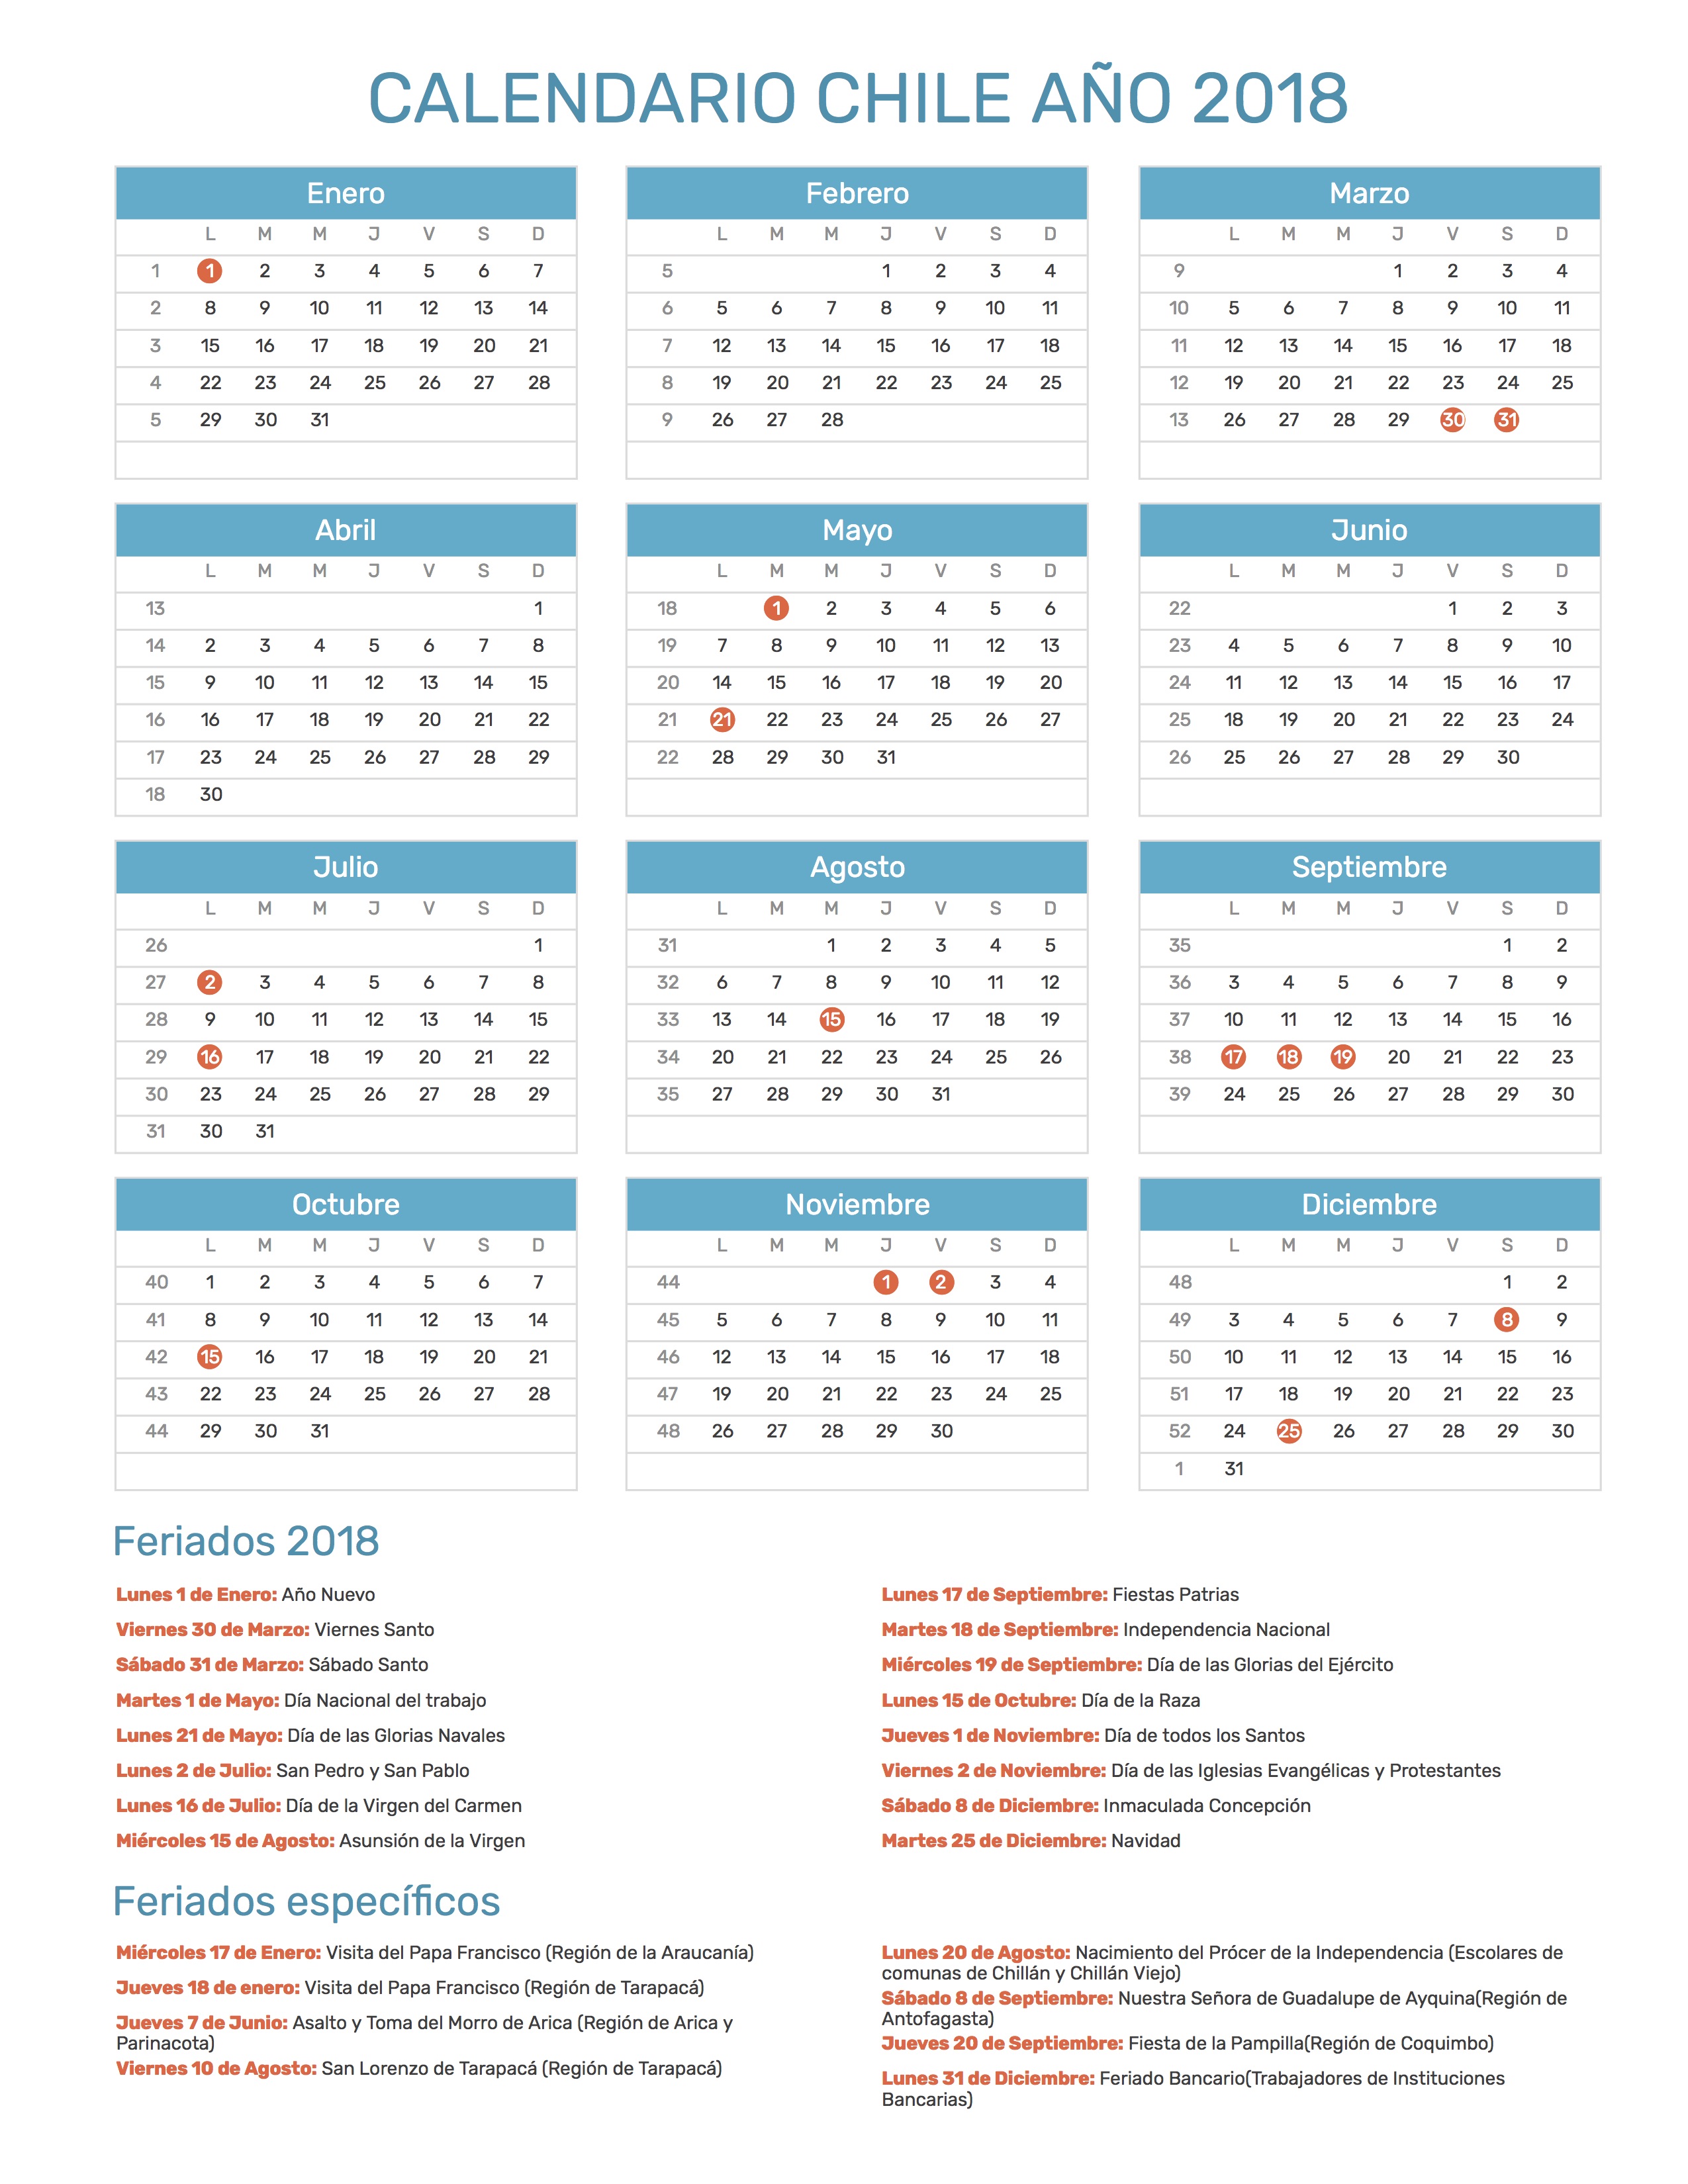 CALENDARIO CHILE AÑO 2018
Enero
L M M J V S D
1 1 2 3 4 5 6 7
2 8 9 10 11 12 13 14
3 15 16 17 18 19 20 21
4 22 23 24 25 26 27 28
5 29 30 31
Febrero
L M M J V S D
5 1 2 3 4
6 5 6 7 8 9 10 11
7 12 13 14 15 16 17 18
8 19 20 21 22 23 24 25
9 26 27 28
Marzo
L M M J V S D
9 1 2 3 4
10 5 6 7 8 9 10 11
11 12 13 14 15 16 17 18
12 19 20 21 22 23 24 25
13 26 27 28 29 30 31
Abril
L M M J V S D
13 1
14 2 3 4 5 6 7 8
15 9 10 11 12 13 14 15
16 16 17 18 19 20 21 22
17 23 24 25 26 27 28 29
18 30
Mayo
L M M J V S D
18 1 2 3 4 5 6
19 7 8 9 10 11 12 13
20 14 15 16 17 18 19 20
21 21 22 23 24 25 26 27
22 28 29 30 31
Junio
L M M J V S D
22 1 2 3
23 4 5 6 7 8 9 10
24 11 12 13 14 15 16 17
25 18 19 20 21 22 23 24
26 25 26 27 28 29 30
Julio
L M M J V S D
26 1
27 2 3 4 5 6 7 8
28 9 10 11 12 13 14 15
29 16 17 18 19 20 21 22
30 23 24 25 26 27 28 29
31 30 31
Agosto
L M M J V S D
31 1 2 3 4 5
32 6 7 8 9 10 11 12
33 13 14 15 16 17 18 19
34 20 21 22 23 24 25 26
35 27 28 29 30 31
Septiembre
L M M J V S D
35 1 2
36 3 4 5 6 7 8 9
37 10 11 12 13 14 15 16
38 17 18 19 20 21 22 23
39 24 25 26 27 28 29 30
Octubre
L M M J V S D
40 1 2 3 4 5 6 7
41 8 9 10 11 12 13 14
42 15 16 17 18 19 20 21
43 22 23 24 25 26 27 28
44 29 30 31
Noviembre
L M M J V S D
44 1 2 3 4
45 5 6 7 8 9 10 11
46 12 13 14 15 16 17 18
47 19 20 21 22 23 24 25
48 26 27 28 29 30
Diciembre
L M M J V S D
48 1 2
49 3 4 5 6 7 8 9
50 10 11 12 13 14 15 16
51 17 18 19 20 21 22 23
52 24 25 26 27 28 29 30
1 31
Feriados 2018
Lunes 1 de Enero: Año Nuevo
Viernes 30 de Marzo: Viernes Santo
Sábado 31 de Marzo: Sábado Santo
Martes 1 de Mayo: Día Nacional del trabajo
Lunes 21 de Mayo: Día de las Glorias Navales
Lunes 2 de Julio: San Pedro y San Pablo
Lunes 16 de Julio: Día de la Virgen del Carmen
Miércoles 15 de Agosto: Asunsión de la Virgen
Lunes 17 de Septiembre: Fiestas Patrias
Martes 18 de Septiembre: Independencia Nacional
Miércoles 19 de Septiembre: Día de las Glorias del Ejército
Lunes 15 de Octubre: Día de la Raza
Jueves 1 de Noviembre: Día de todos los Santos
Viernes 2 de Noviembre: Día de las Iglesias Evangélicas y Protestantes
Sábado 8 de Diciembre: Inmaculada Concepción
Martes 25 de Diciembre: Navidad
Feriados específicos
Miércoles 17 de Enero: Visita del Papa Francisco (Región de la Araucanía)
Jueves 18 de enero: Visita del Papa Francisco (Región de Tarapacá)
Jueves 7 de Junio: Asalto y Toma del Morro de Arica (Región de Arica y
Parinacota)
Viernes 10 de Agosto: San Lorenzo de Tarapacá (Región de Tarapacá)
Lunes 20 de Agosto: Nacimiento del Prócer de la Independencia (Escolares de
comunas de Chillán y Chillán Viejo)
Sábado 8 de Septiembre: Nuestra Señora de Guadalupe de Ayquina(Región de
Antofagasta)
Jueves 20 de Septiembre: Fiesta de la Pampilla(Región de Coquimbo)
Lunes 31 de Diciembre: Feriado Bancario(Trabajadores de Instituciones
Bancarias)